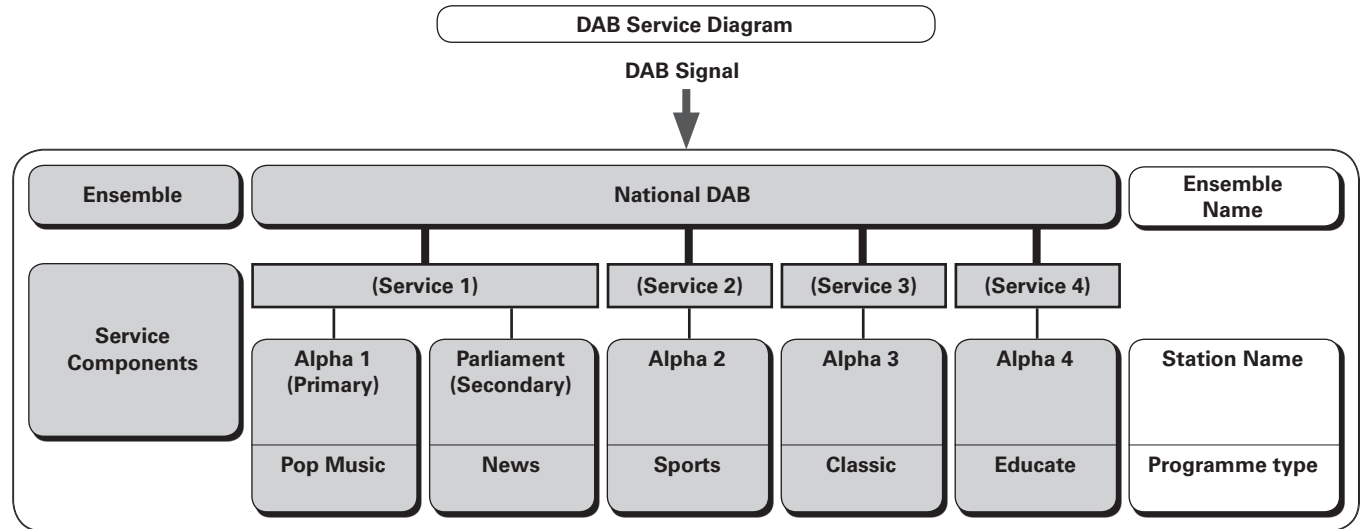 DAB Service Diagram
DAB Signal
Ensemble
National DAB
Ensemble
Name
(Service 1)
(Service 2)
(Service 3)
(Service 4)
Service
Components
Alpha 1
(Primary)
Parliament
(Secondary)
Alpha 2
Alpha 3
Alpha 4
Station Name
Pop Music
News
Sports
Classic
Educate
Programme type